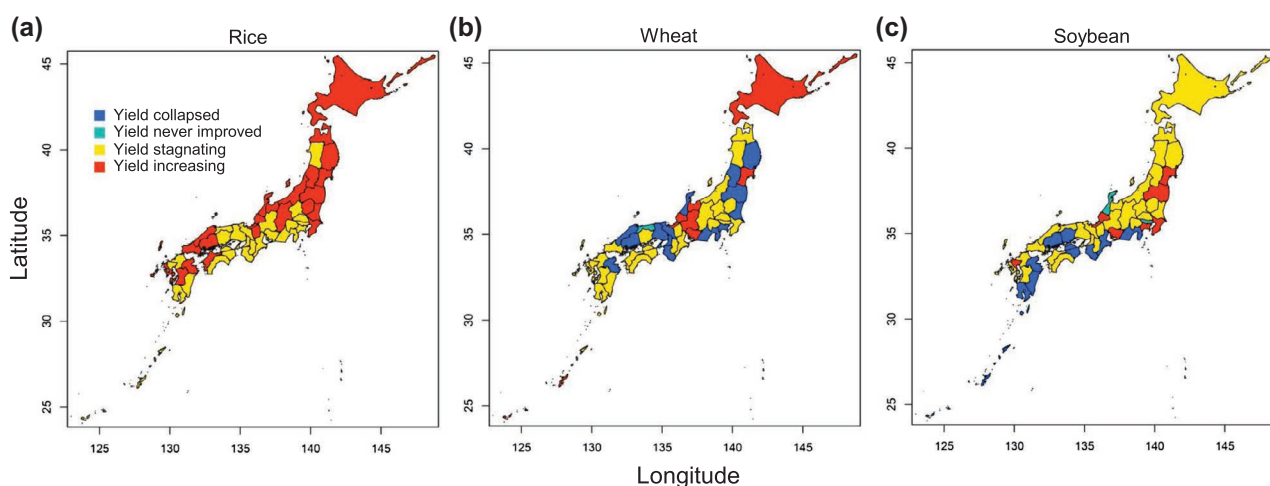 (a) Rice
(b) Wheat
(c) Soybean
Yield collapsed
Yield never improved
Yield stagnating
Yield increasing
Latitude
45
40
35
30
25
125 130 135 140 145
45
40
35
30
25
125 130 135 140 145
45
40
35
30
25
125 130 135 140 145
Longitude